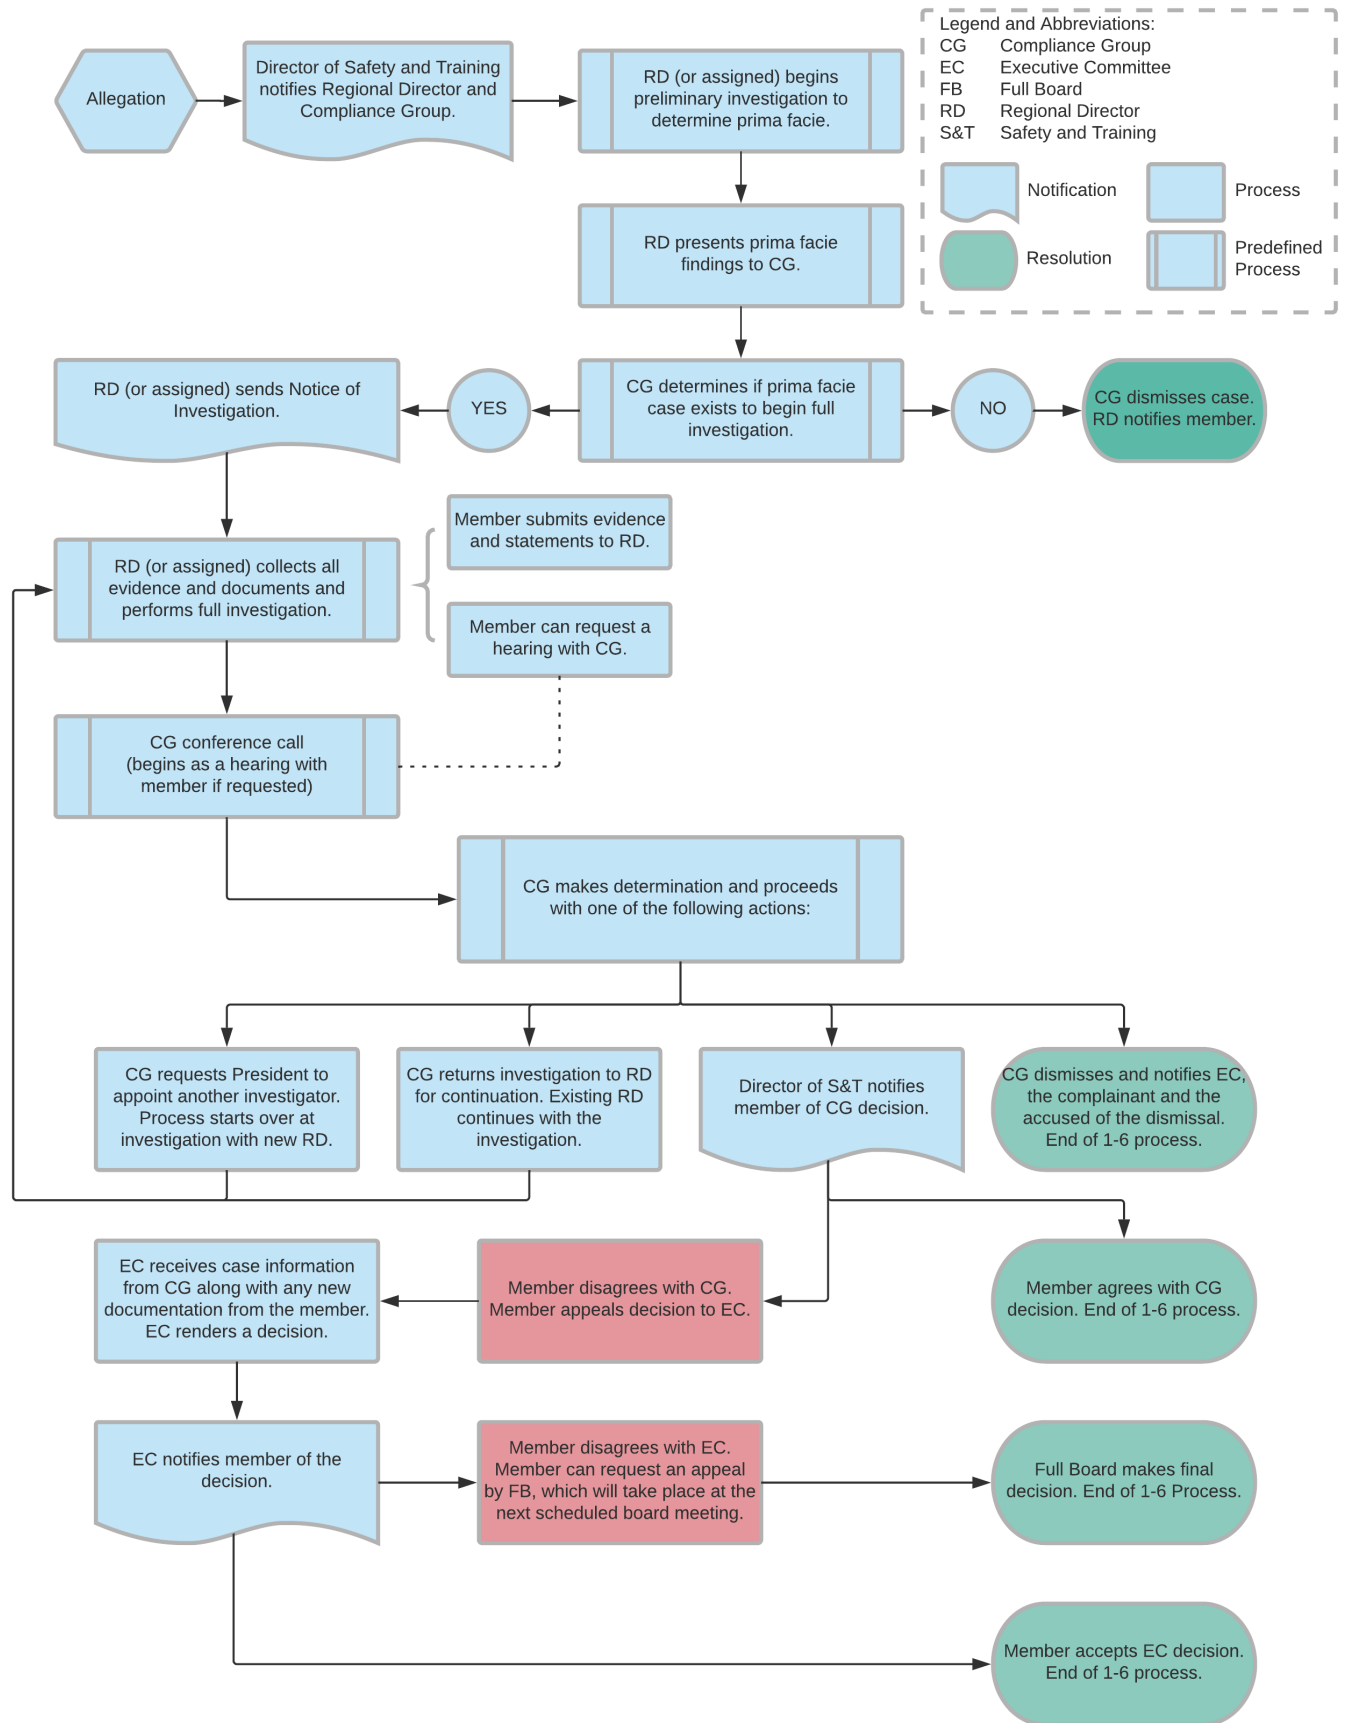 Legend and Abbreviations:
CG Compliance Group
EC Executive Committee
FB Full Board
RD Regional Director
S&T Safety and Training
Notification
Process
Resolution
Predefined
Process
Allegation
Director of Safety and Training
notifies Regional Director and
Compliance Group.
RD (or assigned) begins
preliminary investigation to
determine prima facie.
RD presents prima facie
findings to CG.
CG determines if prima facie
case exists to begin full
investigation.
NO
CG dismisses case.
RD notifies member.
YES
RD (or assigned) sends Notice of
Investigation.
RD (or assigned) collects all
evidence and documents and
performs full investigation.
Member submits evidence
and statements to RD.
Member can request a
hearing with CG.
CG conference call
(begins as a hearing with
member if requested)
CG makes determination and proceeds
with one of the following actions:
CG requests President to
appoint another investigator.
Process starts over at
investigation with new RD.
CG returns investigation to RD
for continuation. Existing RD
continues with the
investigation.
Director of S&T notifies
member of CG decision.
CG dismisses and notifies EC,
the complainant and the
accused of the dismissal.
End of 1-6 process.
EC receives case information
from CG along with any new
documentation from the member.
EC renders a decision.
Member disagrees with CG.
Member appeals decision to EC.
Member agrees with CG
decision. End of 1-6 process.
EC notifies member of the
decision.
Member disagrees with EC.
Member can request an appeal
by FB, which will take place at the
next scheduled board meeting.
Full Board makes final
decision. End of 1-6 Process.
Member accepts EC decision.
End of 1-6 process.